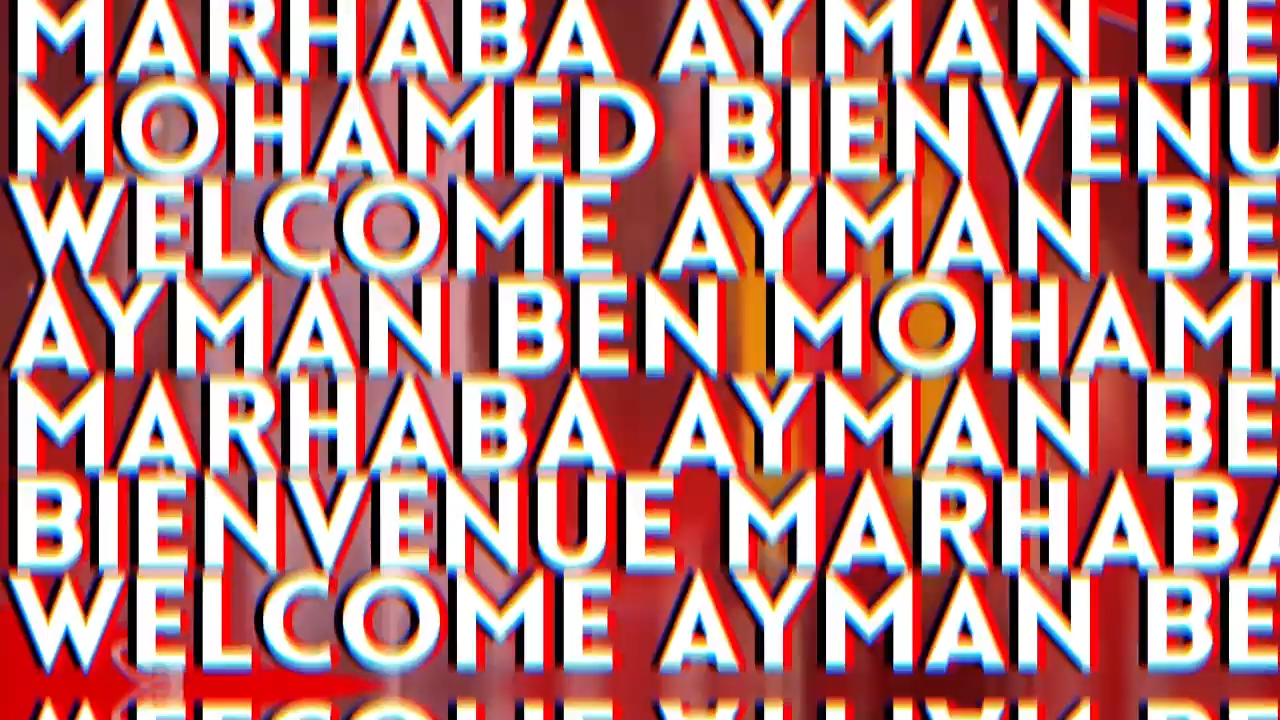 MARHABA AYMAN BE
MOHAMED BIENVENU
WELCOME AYMAN BE
AYMAN BEN MOHAM
MARHABA AYMAN BE
BIENVENUE MARHABA
WELCOME AYMAN BE